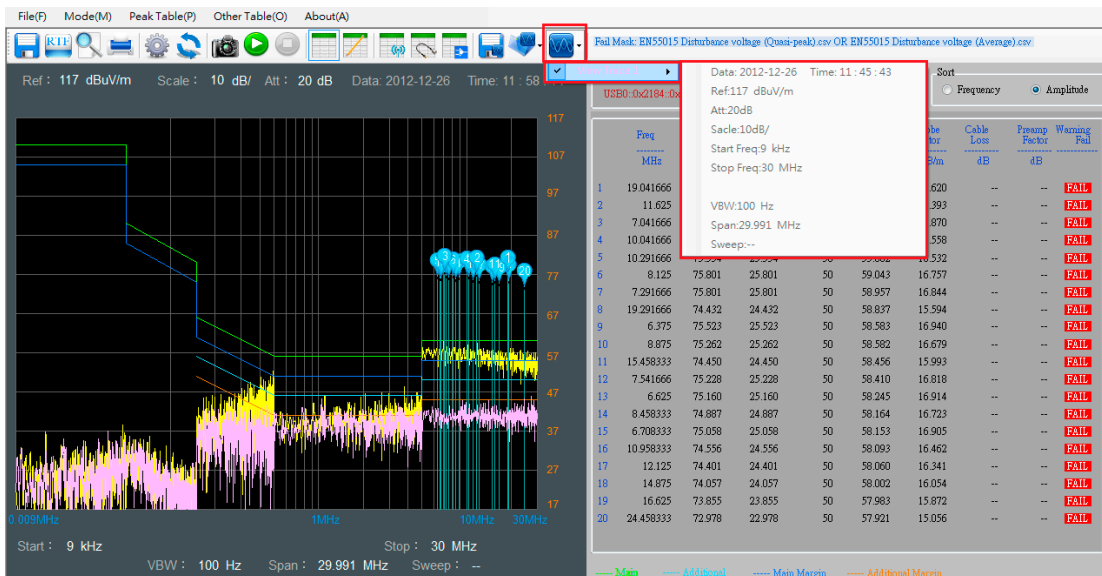 File(F) Mode(M) Peak Table(P) Other Table(O) About(A)
RTF
Fail Mask: EN55015 Disturbance voltage (Quasi-peak).csv OR EN55015 Disturbance voltage (Average).csv
Ref : 117 dBuV/m Scale : 10 dB/ Att : 20 dB Data: 2012-12-26 Time: 11 : 58
USB0::0x2184::0x
Data: 2012-12-26 Time: 11 : 45 : 43
Ref:117 dBuV/m
Att:20dB
Sacle:10dB/
Start Freq:9 kHz
Stop Freq:30 MHz
VBW:100 Hz
Span:29.991 MHz
Sweep:--
Sort
Frequency Amplitude
117
107
97
87
77
67
57
47
37
27
17
0.009MHz 1MHz 10MHz 30MHz
Start : 9 kHz Stop : 30 MHz
VBW : 100 Hz Span : 29.991 MHz Sweep : --
Freq Cable Preamp Warning
Loss Factor Fail
MHz dB dB
1 19.041666 .620 -- -- FAIL
2 11.625 .393 -- -- FAIL
3 7.041666 .870 -- -- FAIL
4 10.041666 .558 -- -- FAIL
5 10.291666 50 16.532 -- -- FAIL
6 8.125 75.801 25.801 50 59.043 16.757 -- -- FAIL
7 7.291666 75.801 25.801 50 58.957 16.844 -- -- FAIL
8 19.291666 74.432 24.432 50 58.837 15.594 -- -- FAIL
9 6.375 75.523 25.523 50 58.583 16.940 -- -- FAIL
10 8.875 75.262 25.262 50 58.582 16.679 -- -- FAIL
11 15.458333 74.450 24.450 50 58.456 15.993 -- -- FAIL
12 7.541666 75.228 25.228 50 58.410 16.818 -- -- FAIL
13 6.625 75.160 25.160 50 58.245 16.914 -- -- FAIL
14 8.458333 74.887 24.887 50 58.164 16.723 -- -- FAIL
15 6.708333 75.058 25.058 50 58.153 16.905 -- -- FAIL
16 10.958333 74.556 24.556 50 58.093 16.462 -- -- FAIL
17 12.125 74.401 24.401 50 58.060 16.341 -- -- FAIL
18 14.875 74.057 24.057 50 58.002 16.054 -- -- FAIL
19 16.625 73.855 23.855 50 57.983 15.872 -- -- FAIL
20 24.458333 72.978 22.978 50 57.921 15.056 -- -- FAIL
Main Additional Main Margin Additional Margin